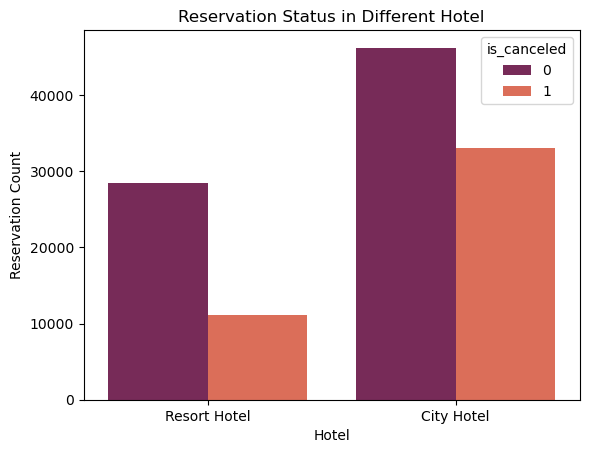 Reservation Status in Different Hotel
is_canceled
0
1
40000
30000
20000
10000
0
Reservation Count
Resort Hotel
City Hotel
Hotel